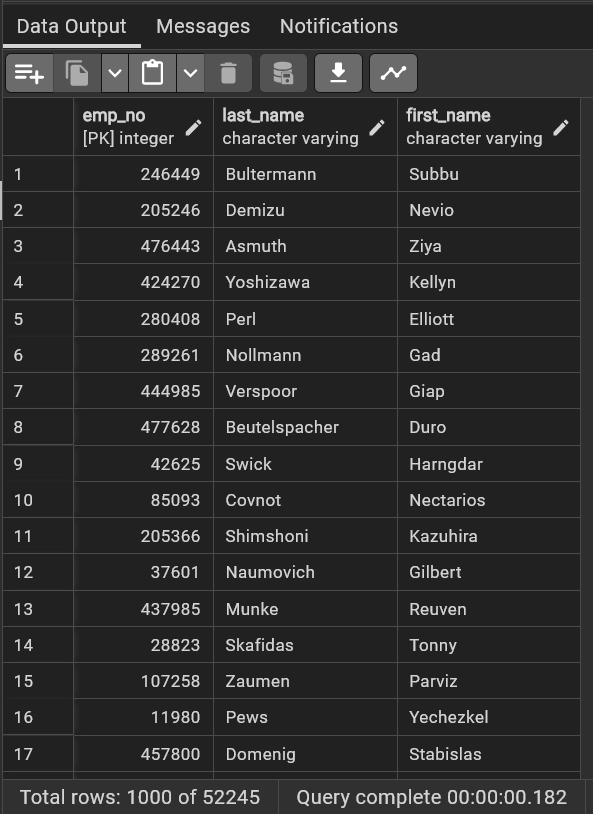 Data Output Messages Notifications
emp_no last_name first_name
[PK] integer character varying character varying
1 246449 Bultermann Subbu
2 205246 Demizu Nevio
3 476443 Asmuth Ziya
4 424270 Yoshizawa Kellyn
5 280408 Perl Elliott
6 289261 Nollmann Gad
7 444985 Verspoor Giap
8 477628 Beutelspacher Duro
9 42625 Swick Harngdar
10 85093 Covnot Nectarios
11 205366 Shimshoni Kazuhira
12 37601 Naumovich Gilbert
13 437985 Munke Reuven
14 28823 Skafidas Tonny
15 107258 Zaumen Parviz
16 11980 Pews Yechezkel
17 457800 Domenig Stabislas
Total rows: 1000 of 52245 Query complete 00:00:00.182